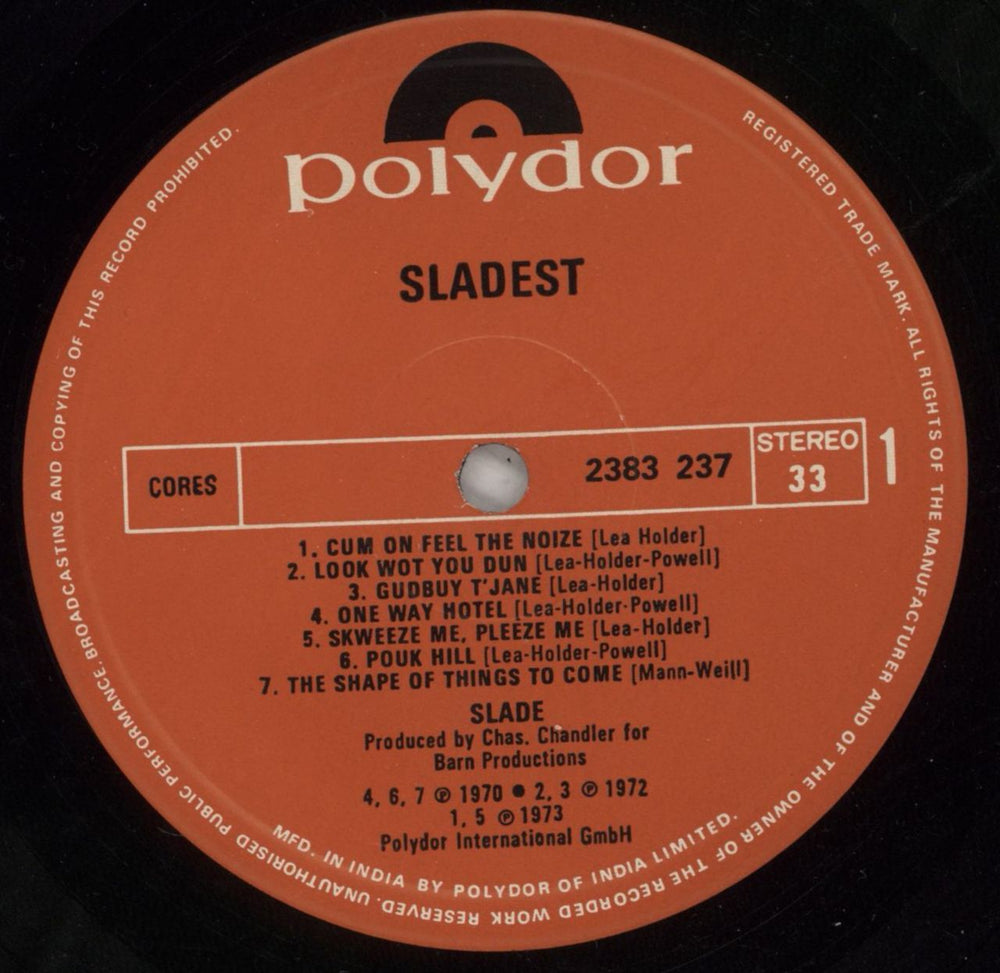 polydor
SLADEST
CORES
2383 237
STEREO
33
1
1. CUM ON FEEL THE NOIZE [Lea Holder]
2. LOOK WOT YOU DUN [Lea-Holder-Powell]
3. GUDBUY T'JANE [Lea-Holder]
4. ONE WAY HOTEL [Lea-Holder-Powell]
5. SKWEEZE ME, PLEEZE ME [Lea-Holder]
6. POUK HILL [Lea-Holder-Powell]
7. THE SHAPE OF THINGS TO COME [Mann-Weill]
SLADE
Produced by Chas. Chandler for
Barn Productions
4, 6, 7 ℗ 1970 ● 2, 3 ℗ 1972
1, 5 ℗ 1973
Polydor International GmbH
MFD. IN INDIA BY POLYDOR OF INDIA LIMITED.
REGISTERED TRADE MARK. ALL RIGHTS OF THE MANUFACTURER AND OF THE OWNER OF THE RECORDED WORK RESERVED. UNAUTHORISED PUBLIC PERFORMANCE. BROADCASTING AND COPYING OF THIS RECORD PROHIBITED.